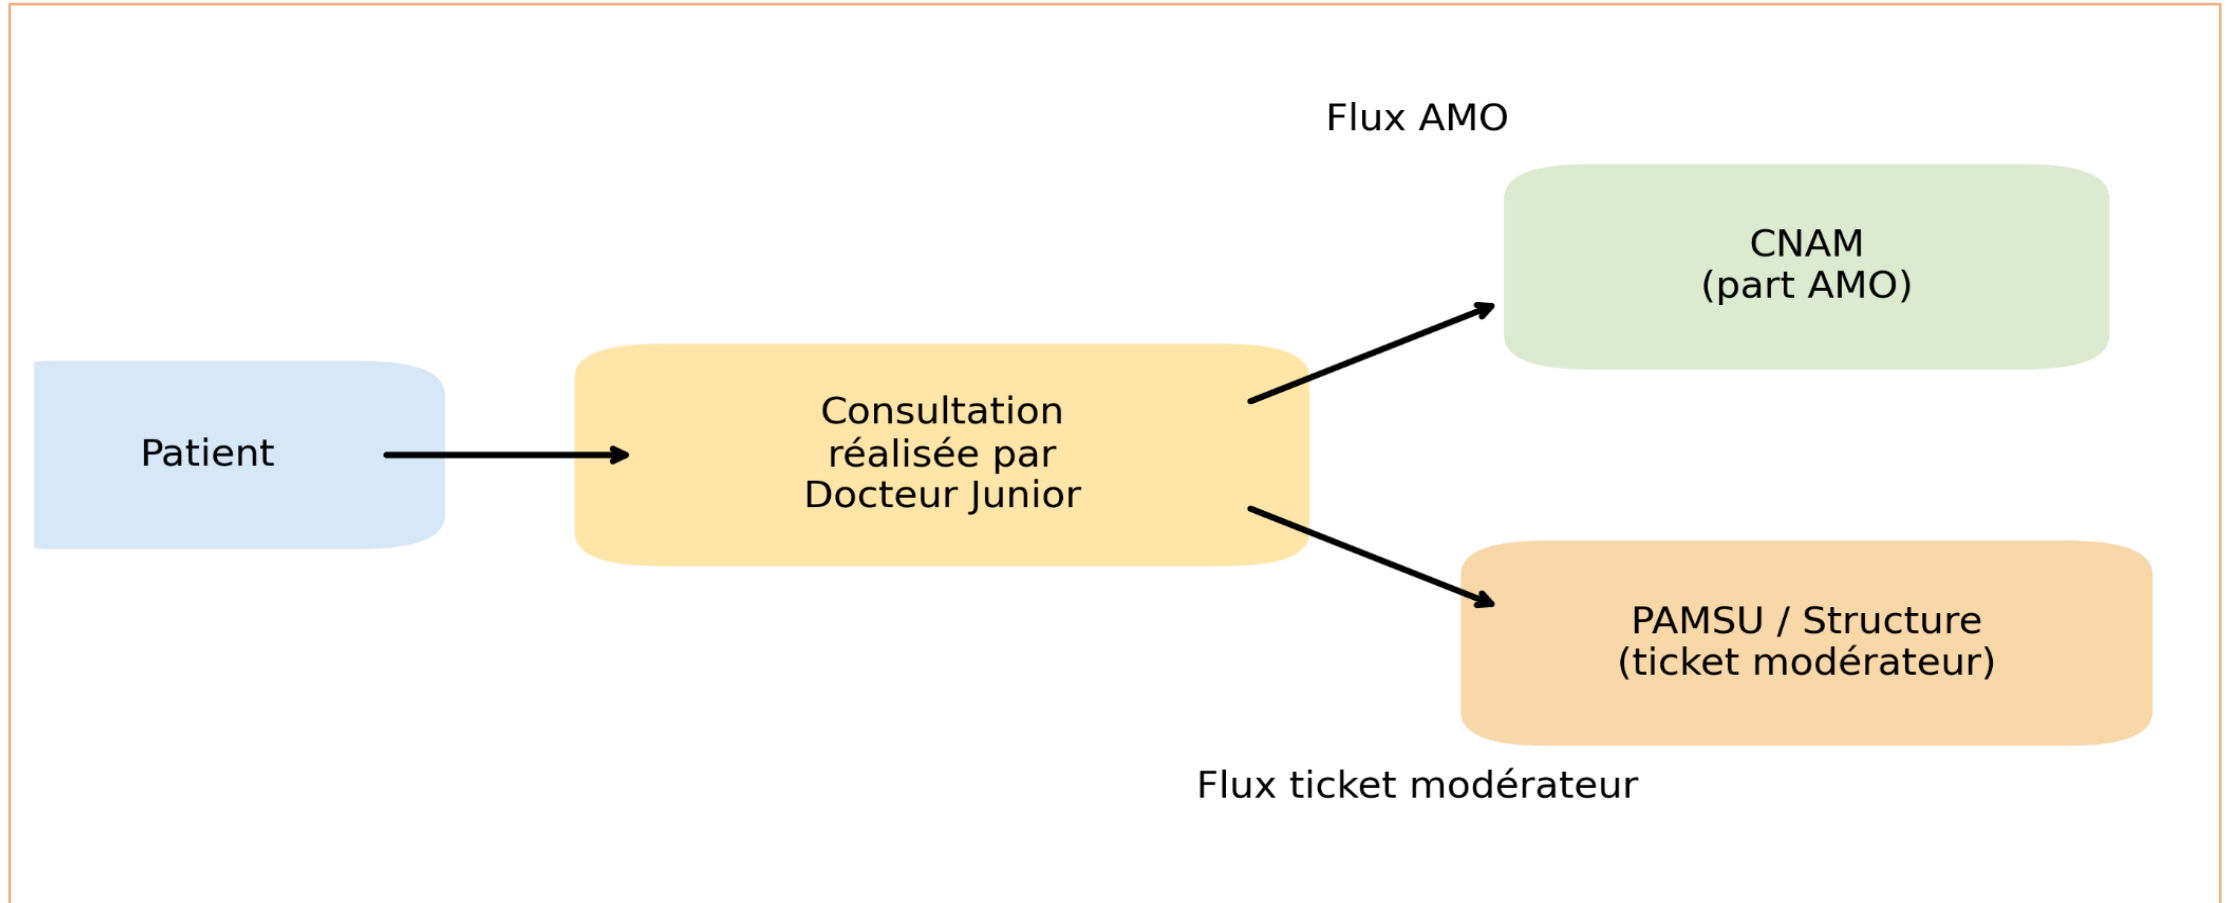 Flux AMO
CNAM
(part AMO)
Patient
Consultation
réalisée par
Docteur Junior
PAMSU / Structure
(ticket modérateur)
Flux ticket modérateur